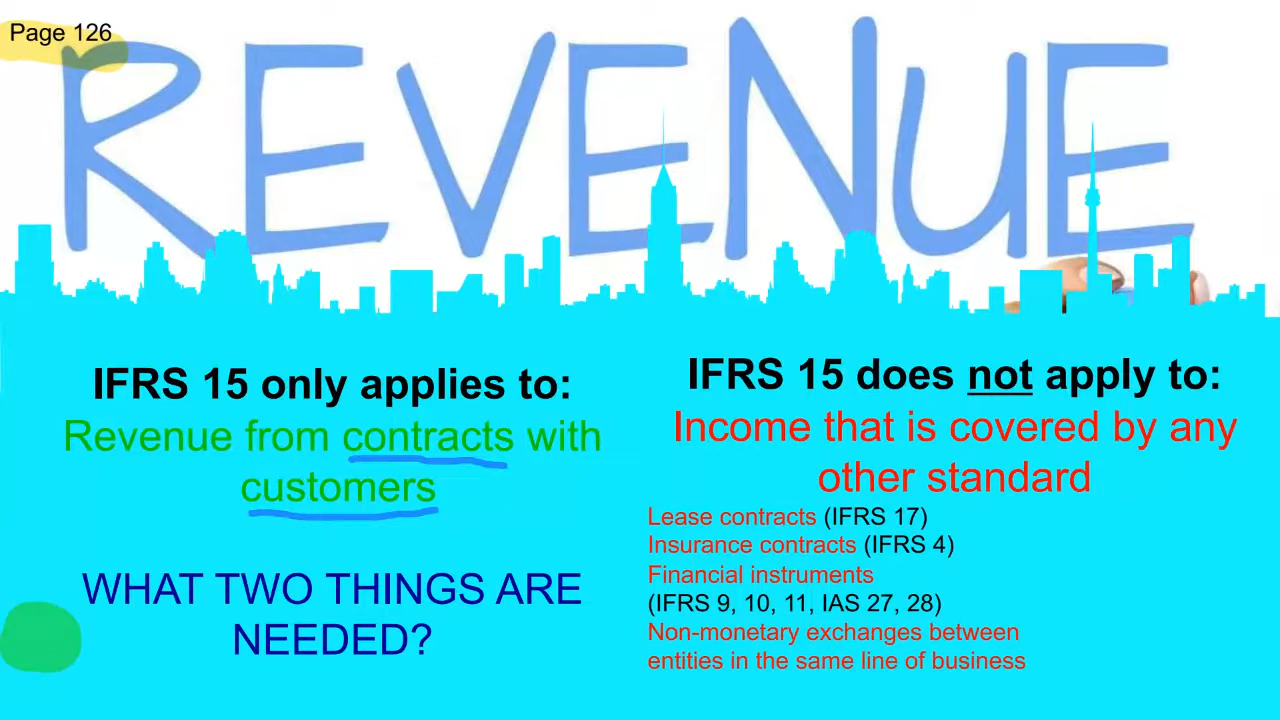 Page 126
REVENUE
IFRS 15 only applies to:
Revenue from contracts with
customers
WHAT TWO THINGS ARE
NEEDED?
IFRS 15 does not apply to:
Income that is covered by any
other standard
Lease contracts (IFRS 17)
Insurance contracts (IFRS 4)
Financial instruments
(IFRS 9, 10, 11, IAS 27, 28)
Non-monetary exchanges between
entities in the same line of business